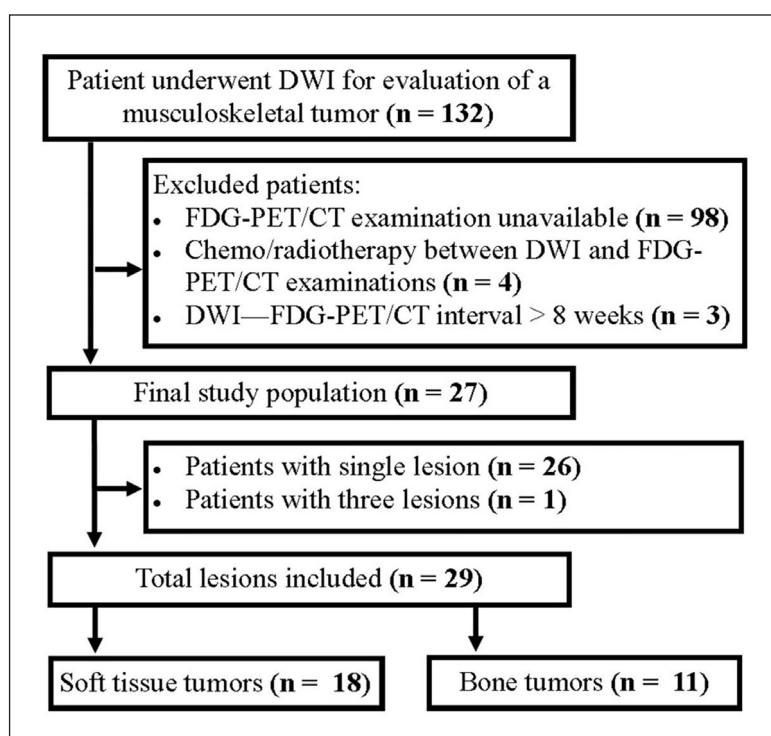 Patient underwent DWI for evaluation of a
musculoskeletal tumor (n = 132)
Excluded patients:
• FDG-PET/CT examination unavailable (n = 98)
• Chemo/radiotherapy between DWI and FDG-
PET/CT examinations (n = 4)
• DWI—FDG-PET/CT interval > 8 weeks (n = 3)
Final study population (n = 27)
• Patients with single lesion (n = 26)
• Patients with three lesions (n = 1)
Total lesions included (n = 29)
Soft tissue tumors (n = 18)
Bone tumors (n = 11)